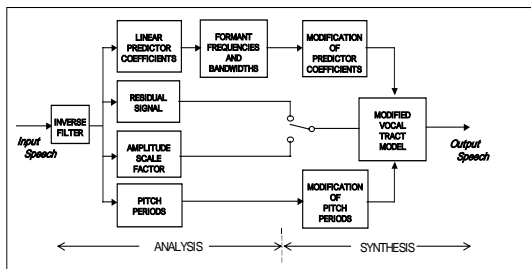 LINEAR
PREDICTOR
COEFFICIENTS
FORMANT
FREQUENCIES
AND
BANDWIDTHS
MODIFICATION
OF
PREDICTOR
COEFFICIENTS
RESIDUAL
SIGNAL
INVERSE
FILTER
Input
Speech
AMPLITUDE
SCALE
FACTOR
MODIFIED
VOCAL
TRACT
MODEL
Output
Speech
PITCH
PERIODS
MODIFICATION
OF
PITCH PERIODS
ANALYSIS
SYNTHESIS